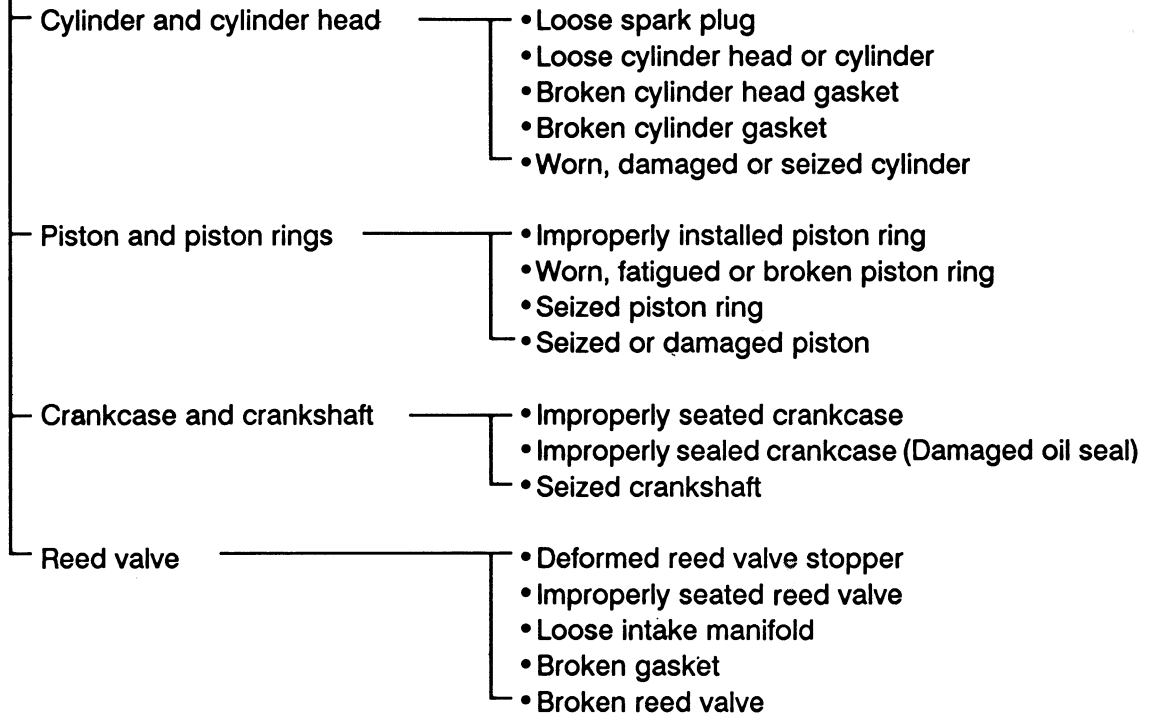 Cylinder and cylinder head
• Loose spark plug
• Loose cylinder head or cylinder
• Broken cylinder head gasket
• Broken cylinder gasket
• Worn, damaged or seized cylinder
Piston and piston rings
• Improperly installed piston ring
• Worn, fatigued or broken piston ring
• Seized piston ring
• Seized or damaged piston
Crankcase and crankshaft
• Improperly seated crankcase
• Improperly sealed crankcase (Damaged oil seal)
• Seized crankshaft
Reed valve
• Deformed reed valve stopper
• Improperly seated reed valve
• Loose intake manifold
• Broken gasket
• Broken reed valve